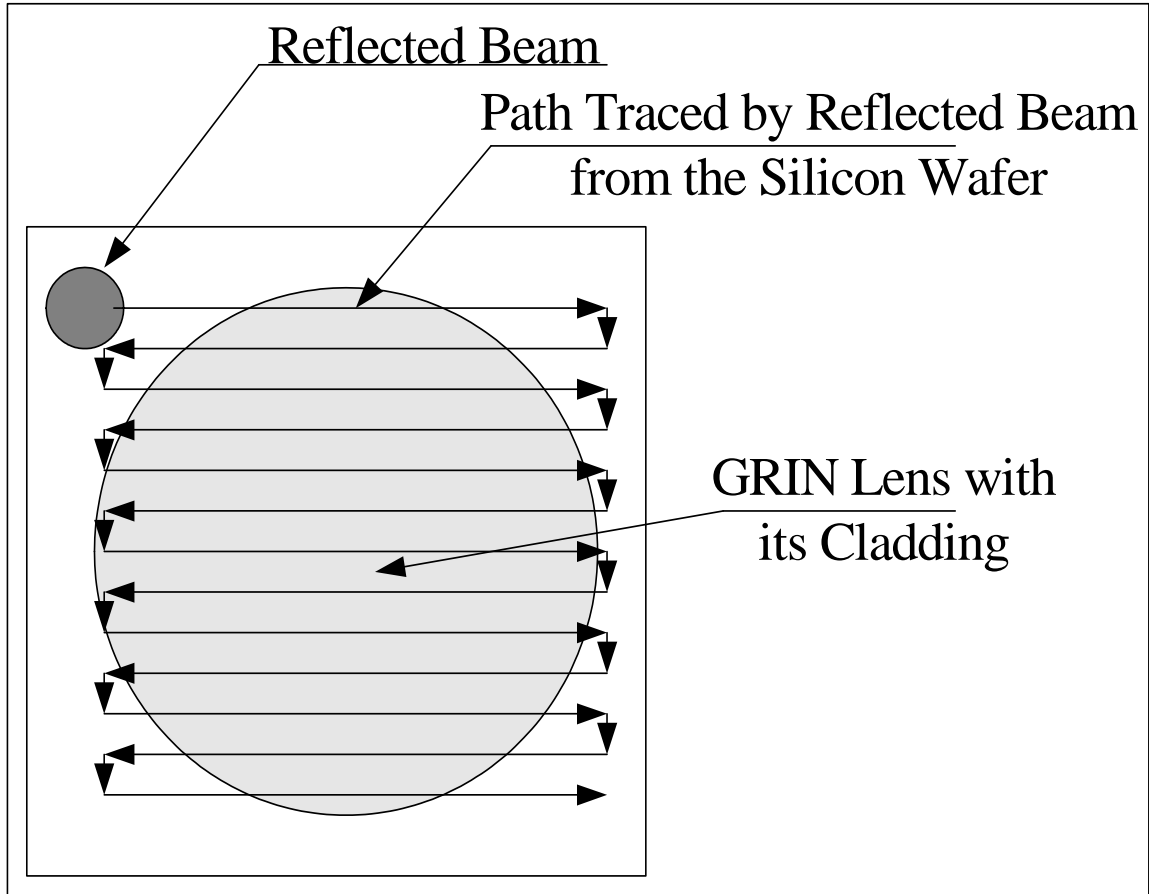 Reflected Beam
Path Traced by Reflected Beam
from the Silicon Wafer
GRIN Lens with
its Cladding